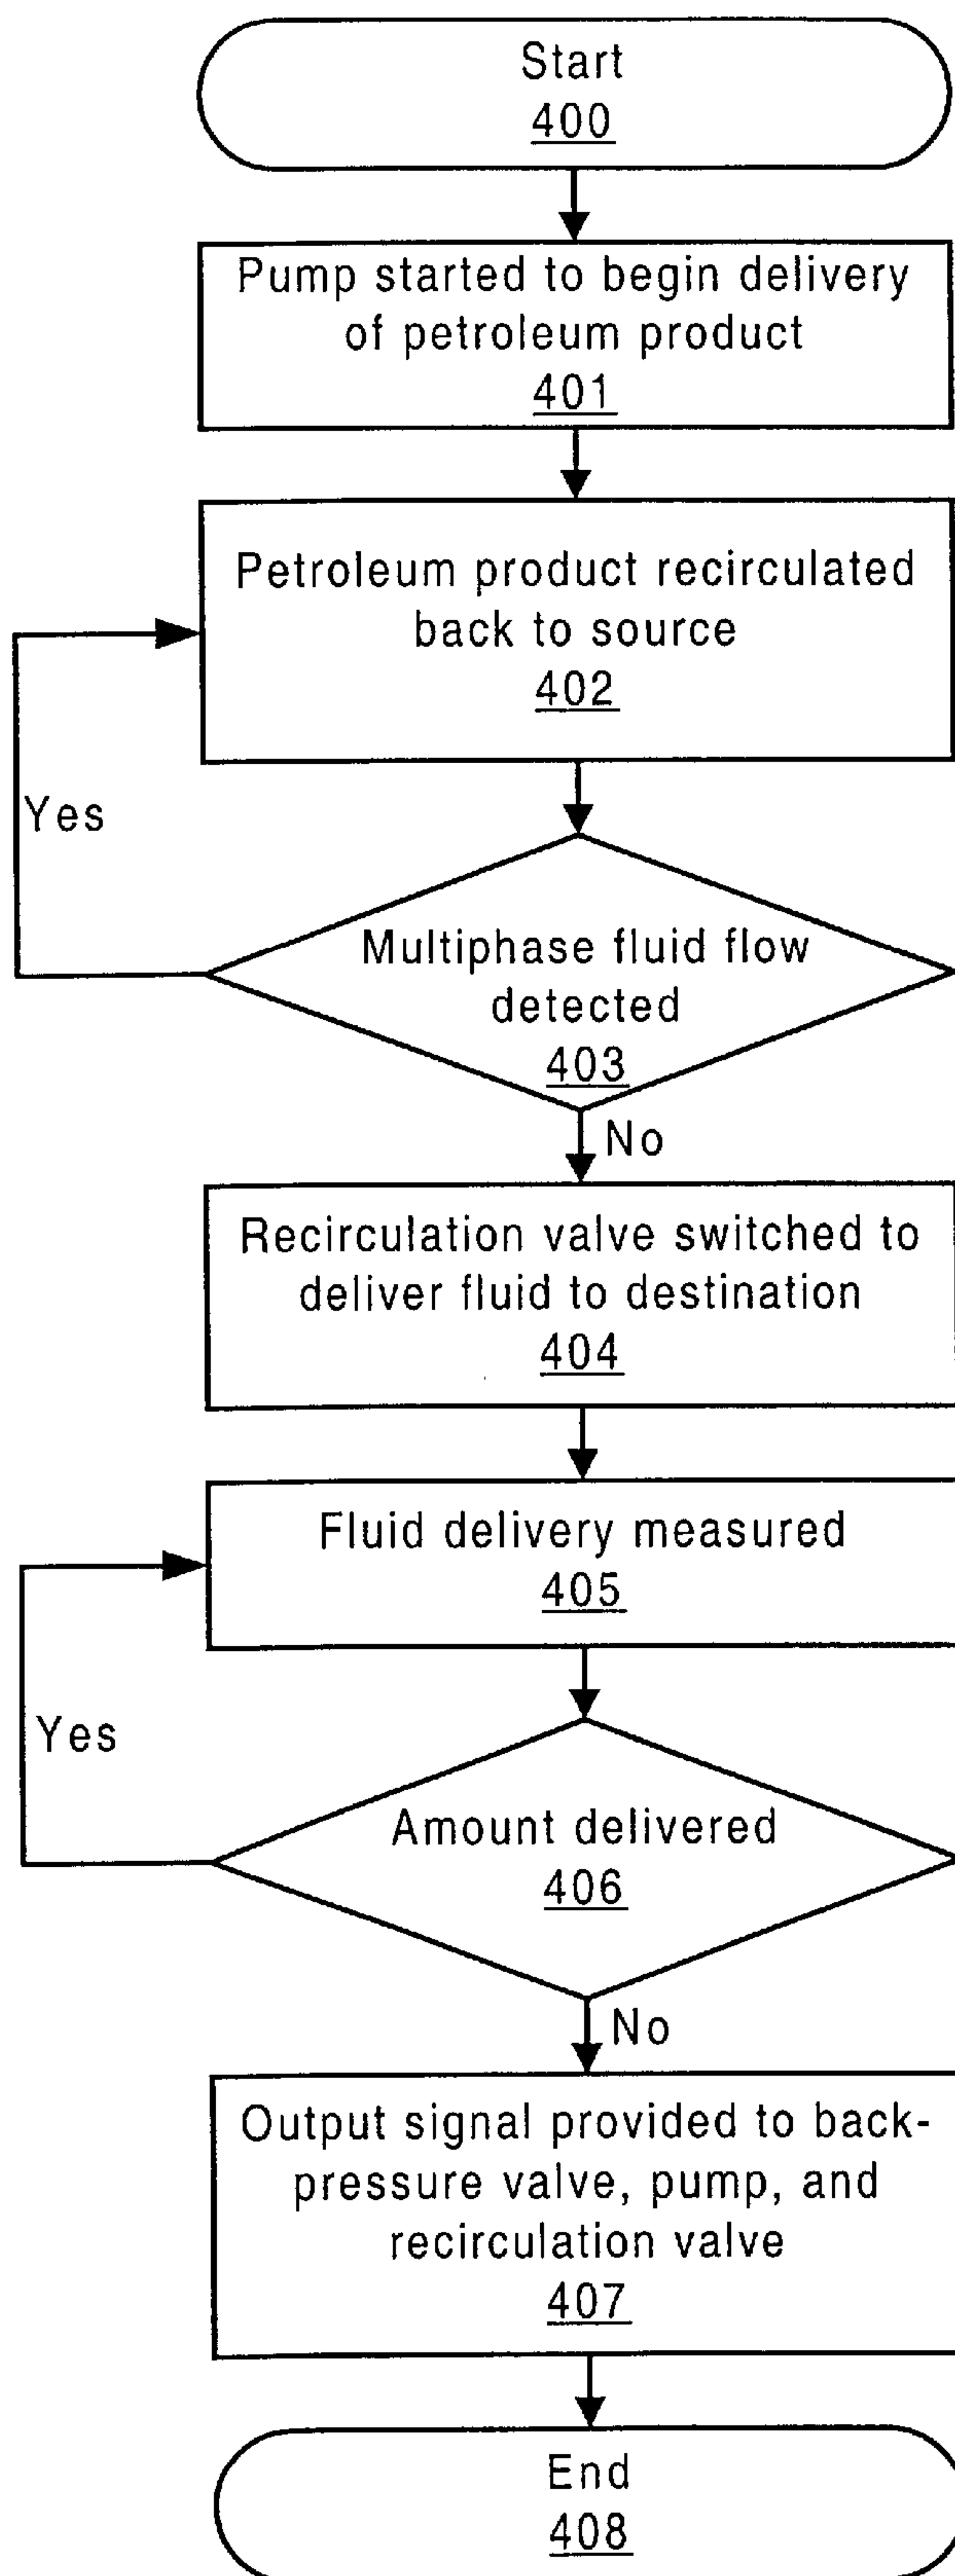 Start
400
Pump started to begin delivery
of petroleum product
401
Petroleum product recirculated
back to source
402
Yes
Multiphase fluid flow
detected
403
No
Recirculation valve switched to
deliver fluid to destination
404
Fluid delivery measured
405
Yes
Amount delivered
406
No
Output signal provided to back-
pressure valve, pump, and
recirculation valve
407
End
408